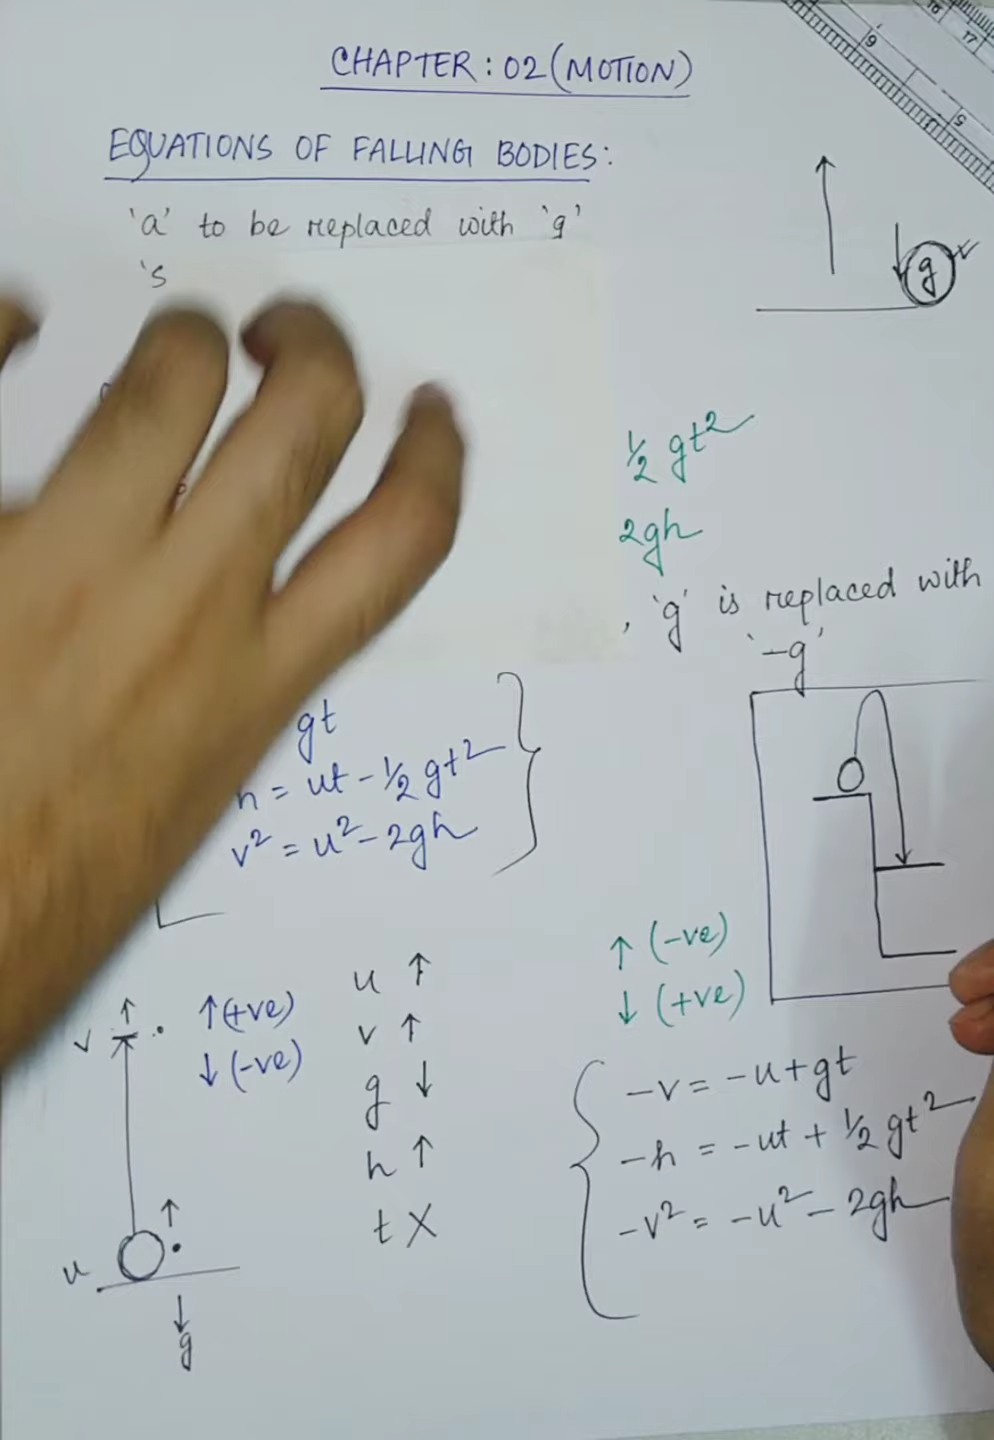 CHAPTER: 02 (MOTION)
EQUATIONS OF FALLING BODIES:
'a' to be replaced with 'g'
's
g
½ gt²
2gh
, 'g' is replaced with
'-g'
gt
h = ut - ½ gt²
v² = u² - 2gh
↑ (+ve)
↓ (-ve)
v
u
g
u ↑
v ↑
g ↓
h ↑
t X
↑ (-ve)
↓ (+ve)
-v = -u + gt
-h = -ut + ½ gt²
-v² = -u² - 2gh
16
17